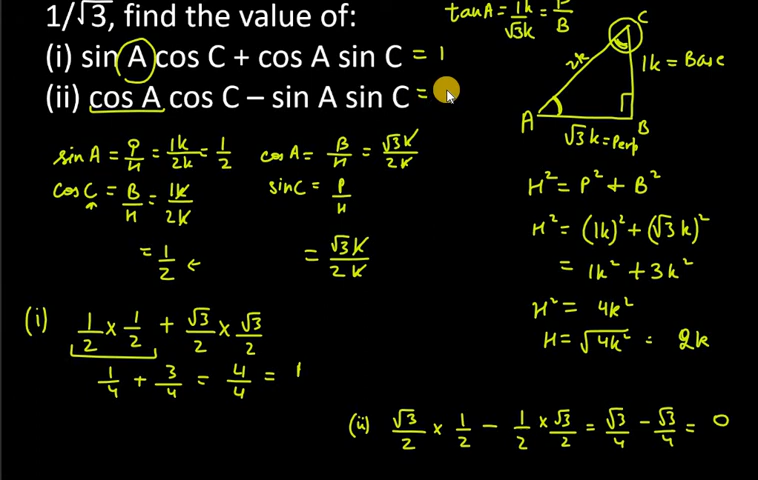 1/√3, find the value of:
(i) sin A cos C + cos A sin C = 1
(ii) cos A cos C – sin A sin C =
tan A = 1k/√3k = P/B
C
2k
1k = Base
A
B
√3 k = Perp
sin A = P/H = 1k/2k = 1/2
cos A = B/H = √3k/2k
cos C = B/H = 1k/2k
sin C = P/H
= 1/2 ←
= √3k/2k
H² = P² + B²
H² = (1k)² + (√3k)²
= 1k² + 3k²
H² = 4k²
H = √4k² = 2k
(i) 1/2 × 1/2 + √3/2 × √3/2
1/4 + 3/4 = 4/4 = 1
(ii) √3/2 × 1/2 – 1/2 × √3/2 = √3/4 – √3/4 = 0